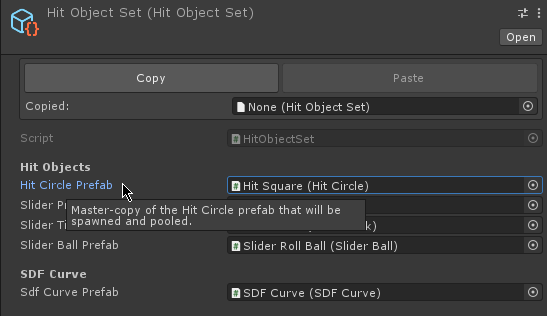 Hit Object Set (Hit Object Set)
Open
Copy Paste
Copied: None (Hit Object Set)
Script HitObjectSet
Hit Objects
Hit Circle Prefab Hit Square (Hit Circle)
Slider
Master-copy of the Hit Circle prefab that will be
spawned and pooled.
Slider
Slider Ball Prefab Slider Roll Ball (Slider Ball)
SDF Curve
Sdf Curve Prefab SDF Curve (SDF Curve)